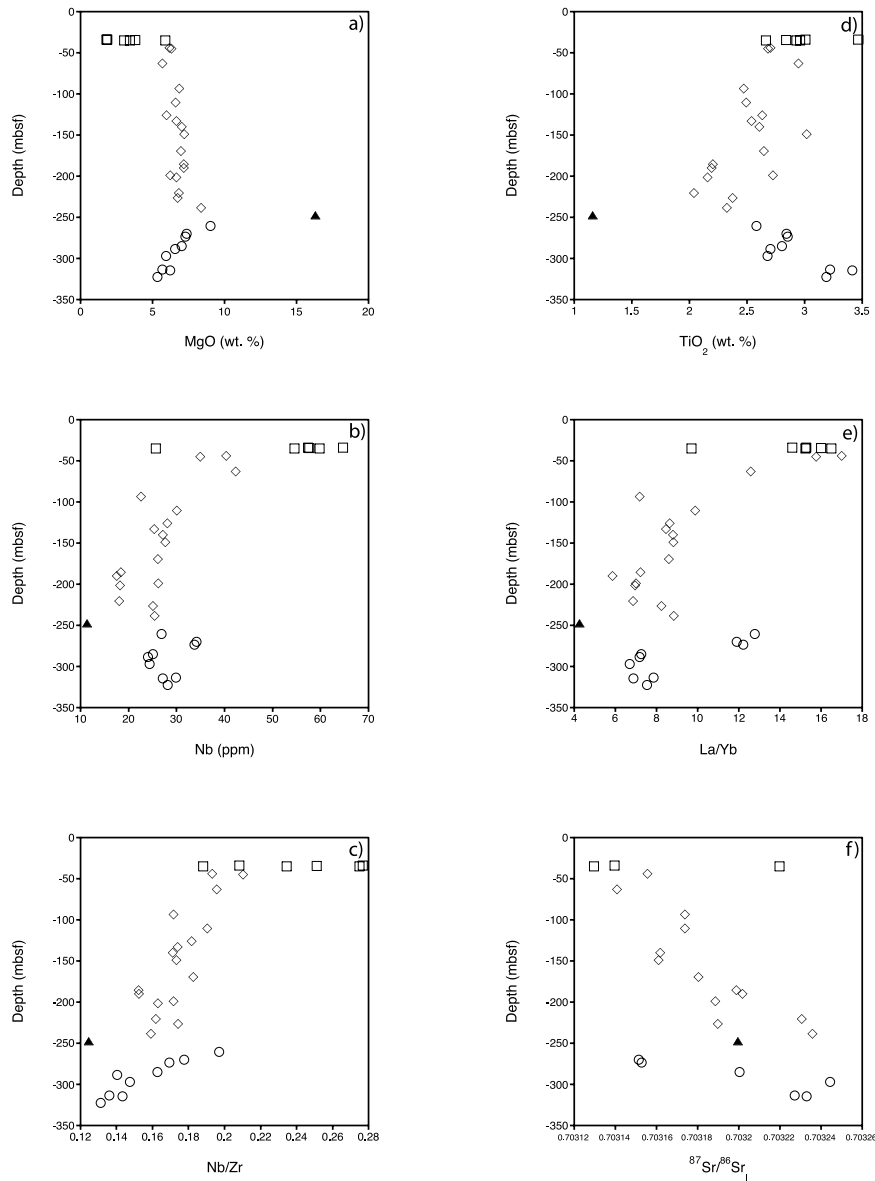 a)
0
-50
-100
-150
-200
-250
-300
-350
Depth (mbsf)
0 5 10 15 20
MgO (wt. %)
d)
0
-50
-100
-150
-200
-250
-300
-350
Depth (mbsf)
1 1.5 2 2.5 3 3.5
TiO2 (wt. %)
b)
0
-50
-100
-150
-200
-250
-300
-350
Depth (mbsf)
10 20 30 40 50 60 70
Nb (ppm)
e)
0
-50
-100
-150
-200
-250
-300
-350
Depth (mbsf)
4 6 8 10 12 14 16 18
La/Yb
c)
0
-50
-100
-150
-200
-250
-300
-350
Depth (mbsf)
0.12 0.14 0.16 0.18 0.2 0.22 0.24 0.26 0.28
Nb/Zr
f)
0
-50
-100
-150
-200
-250
-300
-350
Depth (mbsf)
0.70312 0.70314 0.70316 0.70318 0.7032 0.70322 0.70324 0.70326
87Sr/86SrI